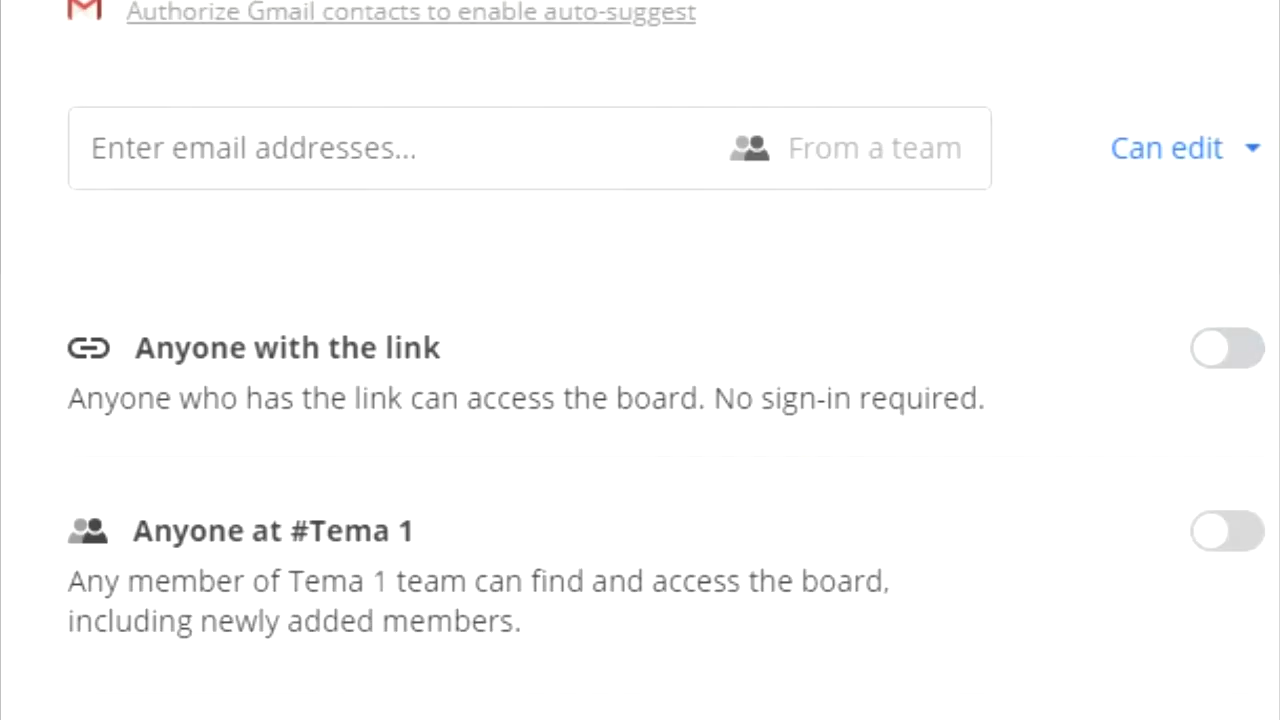 Authorize Gmail contacts to enable auto-suggest
Enter email addresses... From a team Can edit
Anyone with the link
Anyone who has the link can access the board. No sign-in required.
Anyone at #Tema 1
Any member of Tema 1 team can find and access the board,
including newly added members.